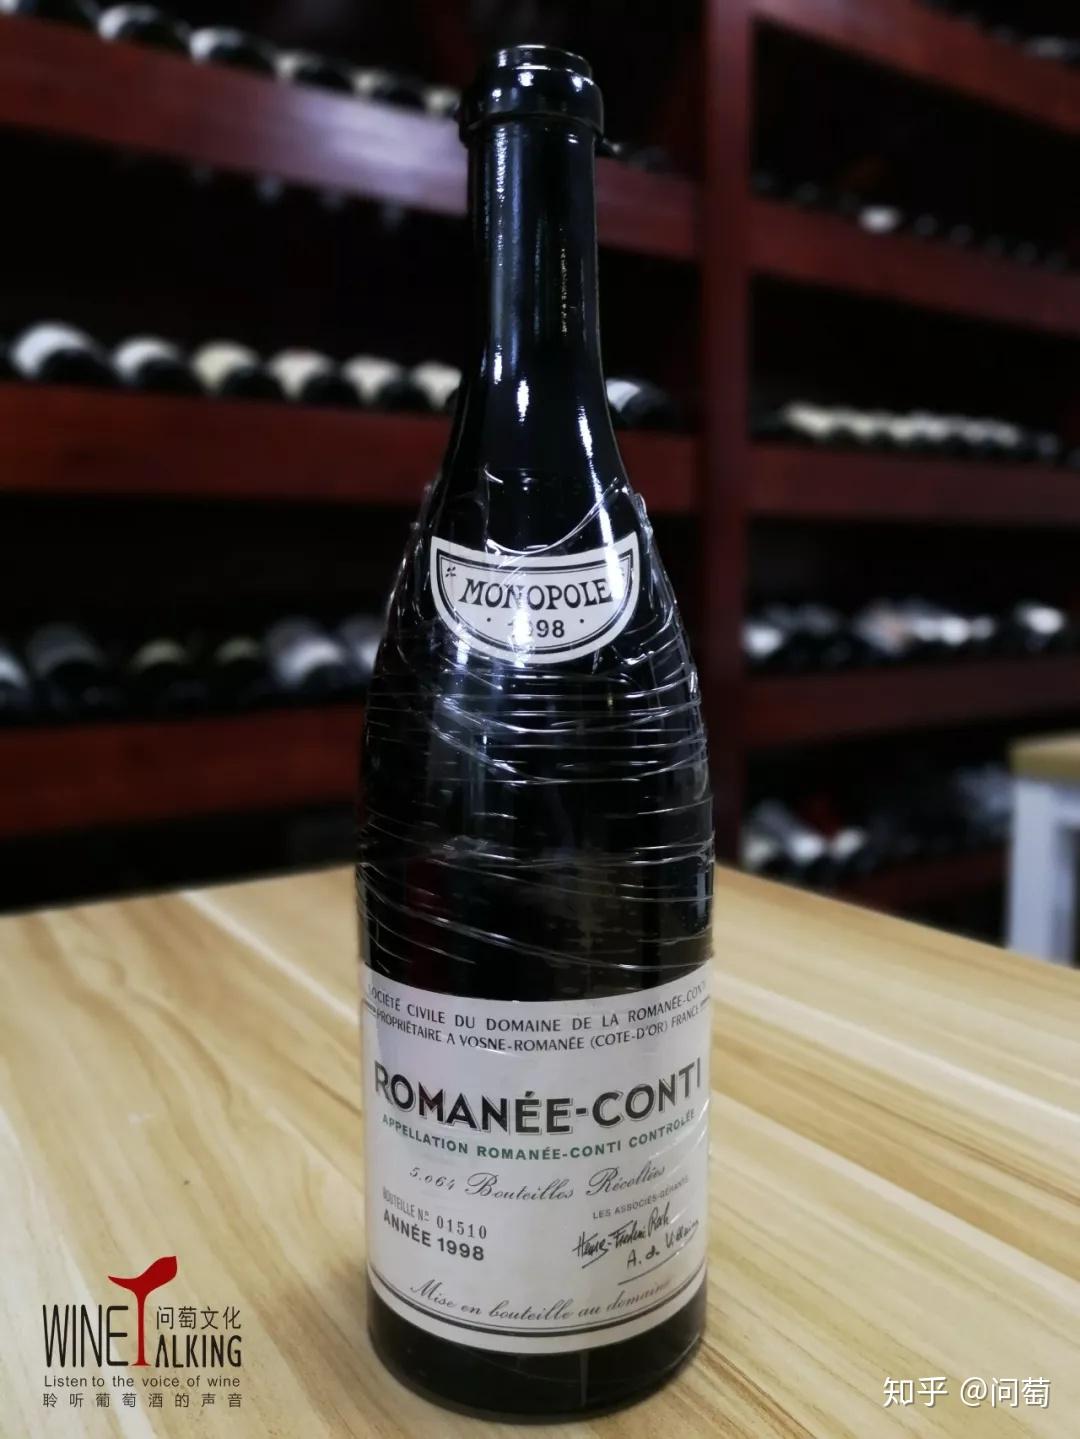 MONOPOLE
· 1998 ·
SOCIÉTÉ CIVILE DU DOMAINE DE LA ROMANÉE-CONTI
PROPRIÉTAIRE A VOSNE-ROMANÉE (COTE-D'OR) FRANCE
ROMANÉE-CONTI
APPELLATION ROMANÉE-CONTI CONTROLÉE
5.064 Bouteilles Récoltées
BOUTEILLE Nº 01510
ANNÉE 1998
LES ASSOCIÉS-GÉRANTS
A. de Villaine
Mise en bouteille au domaine
WINE TALKING 问萄文化
Listen to the voice of wine
聆听葡萄酒的声音
知乎 @问萄